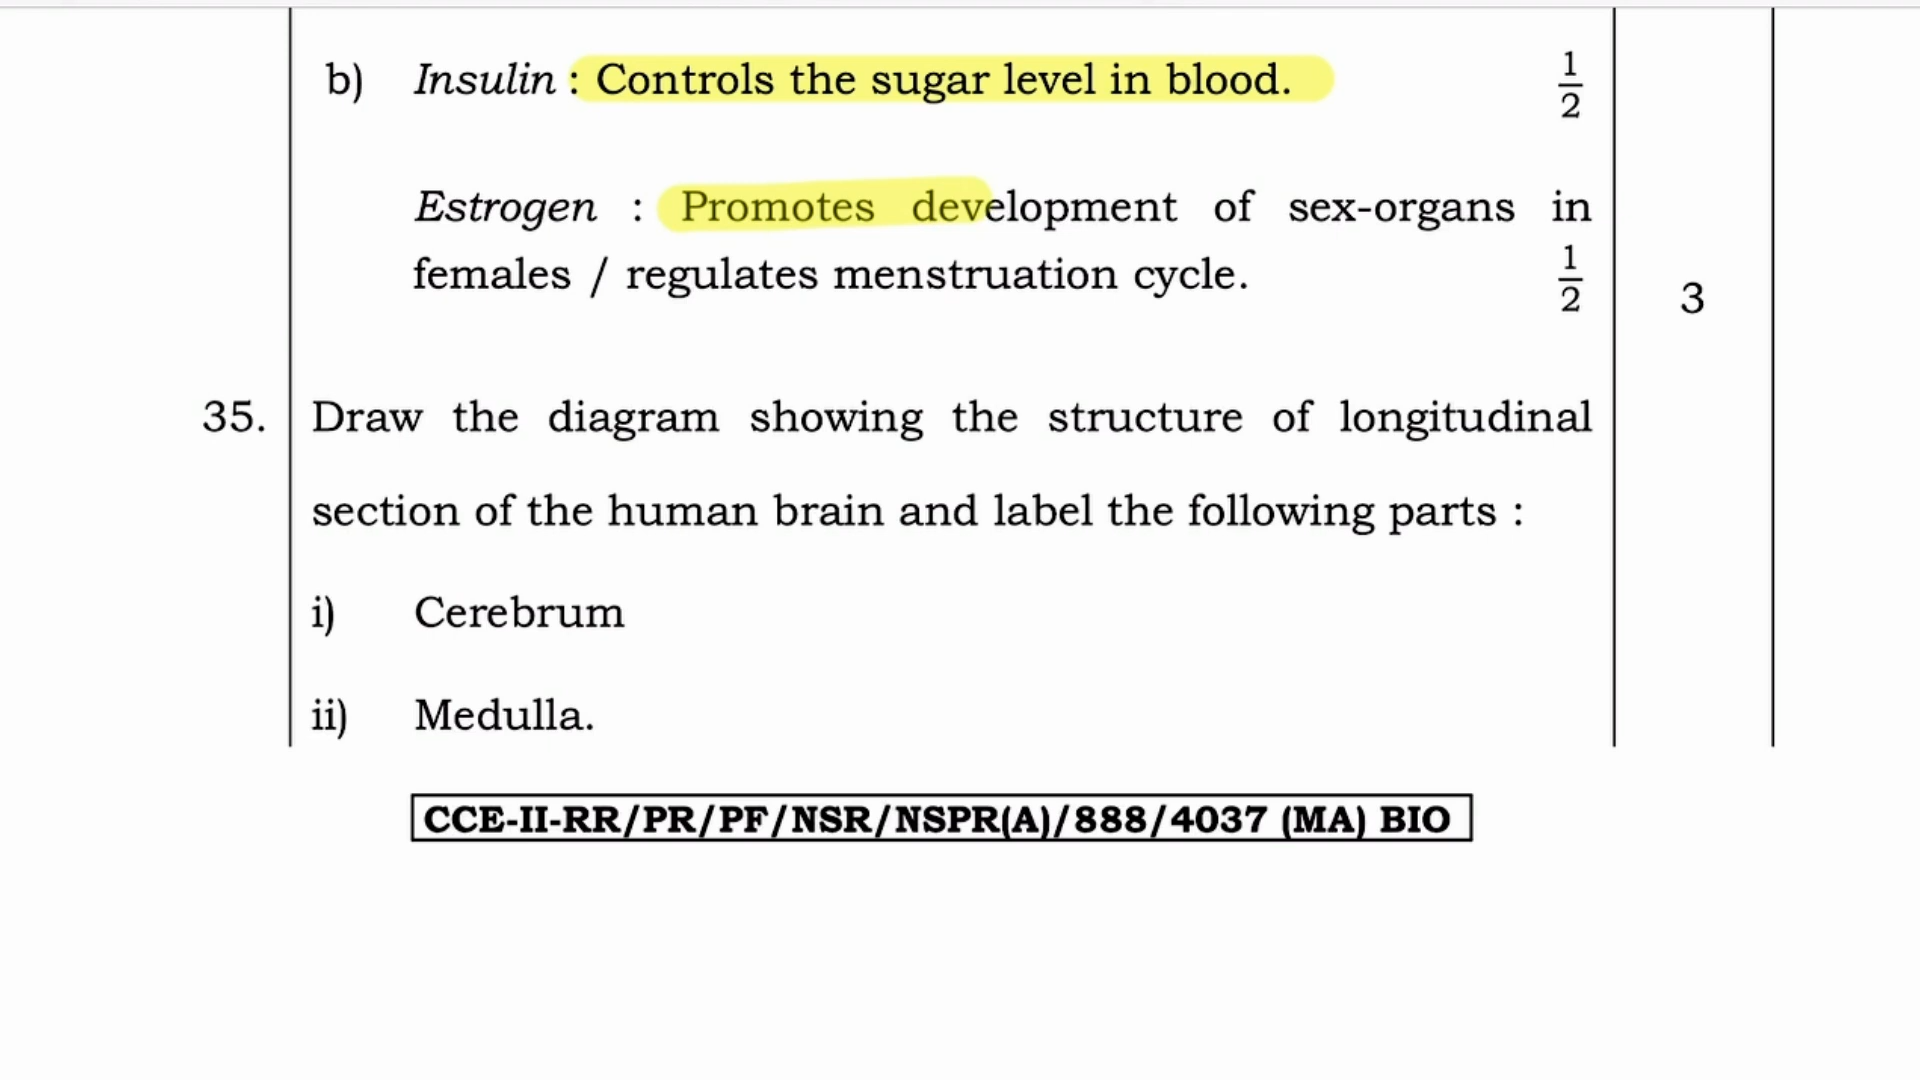 b) Insulin : Controls the sugar level in blood. 1/2
Estrogen : Promotes development of sex-organs in
females / regulates menstruation cycle. 1/2 3
35. Draw the diagram showing the structure of longitudinal
section of the human brain and label the following parts :
i) Cerebrum
ii) Medulla.
CCE-II-RR/PR/PF/NSR/NSPR(A)/888/4037 (MA) BIO